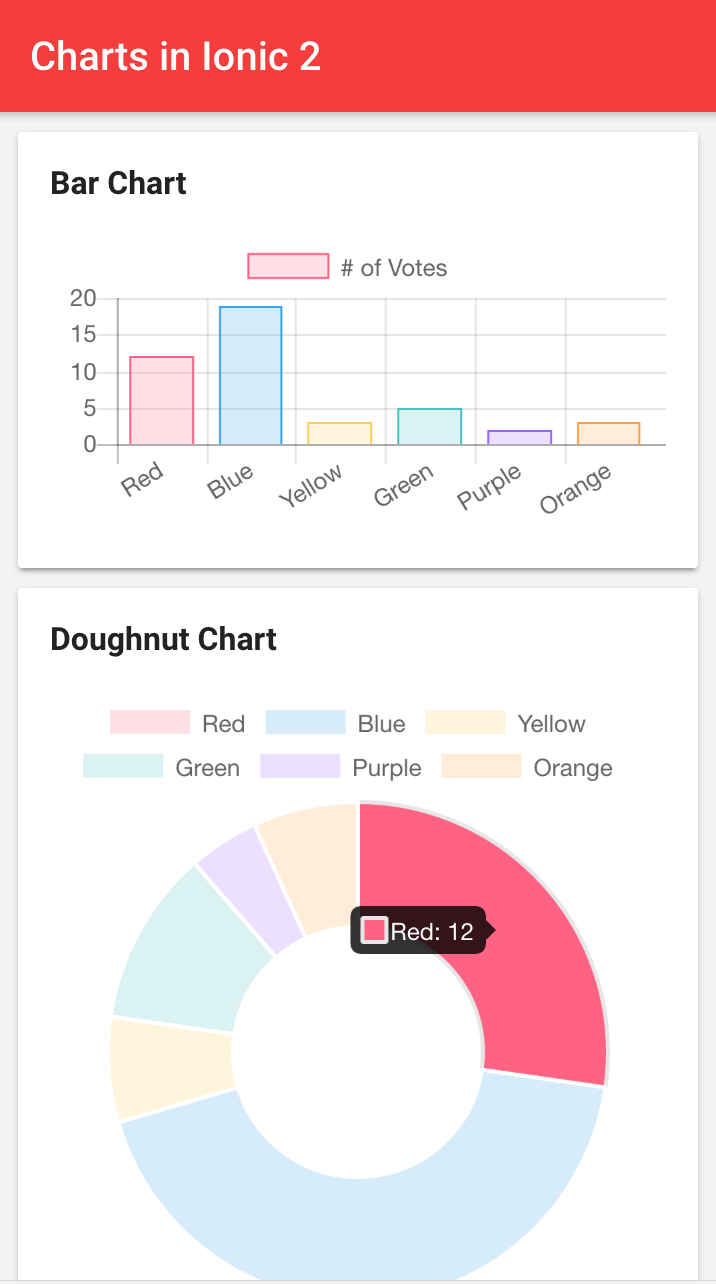 Charts in Ionic 2
Bar Chart
# of Votes
20
15
10
5
0
Red Blue Yellow Green Purple Orange
Doughnut Chart
Red Blue Yellow
Green Purple Orange
Red: 12